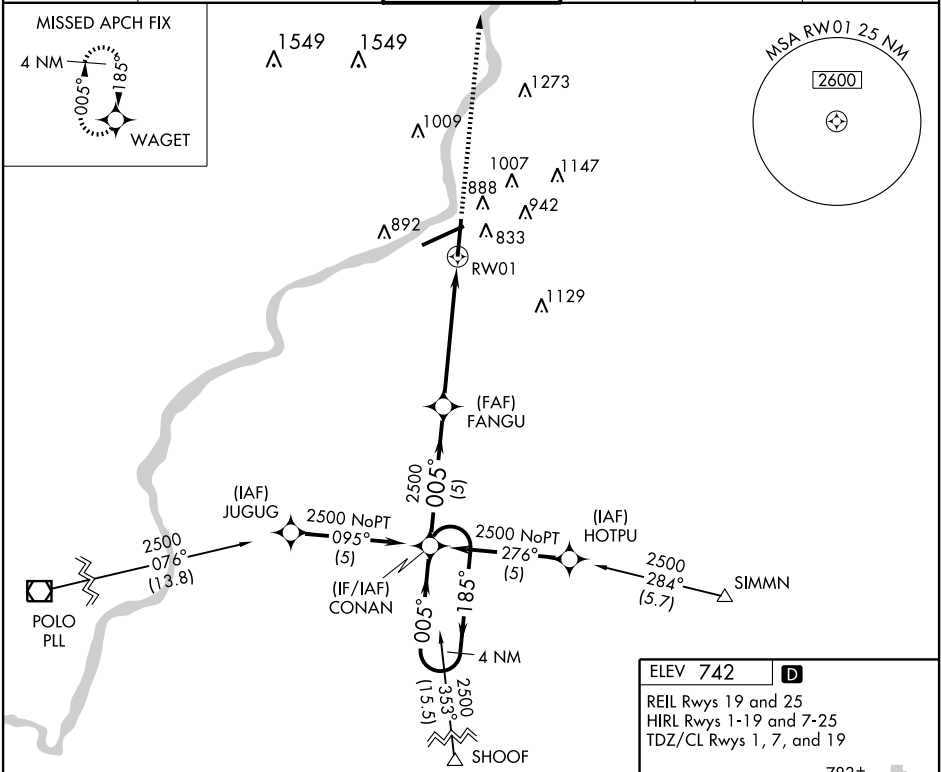 MISSED APCH FIX
4 NM
005°
185°
WAGET
1549
1549
1273
1009
1007
1147
888
942
892
833
RW01
1129
MSA RW01 25 NM
2600
(FAF)
FANGU
2500
005°
(5)
(IAF)
JUGUG
2500 NoPT
095°
(5)
2500 NoPT
276°
(5)
(IAF)
HOTPU
2500
076°
(13.8)
POLO
PLL
(IF/IAF)
CONAN
2500
284°
(5.7)
SIMMN
005°
185°
4 NM
2500
353°
(15.5)
SHOOF
ELEV 742
D
REIL Rwys 19 and 25
HIRL Rwys 1-19 and 7-25
TDZ/CL Rwys 1, 7, and 19